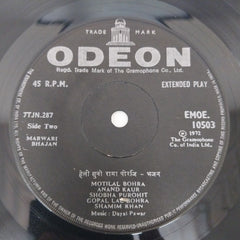 TRADE MARK
ODEON
Regd. Trade Mark of The Gramophone Co., Ltd.
45 R.P.M. EXTENDED PLAY
7TJN.287 EMOE.
Side Two 10503
MARWARI ℗ 1972
BHAJAN The Gramophone
Co. of India Ltd.
हेली सुणो रामा पीरजि - भजन
MOTILAL BOHRA
ANAND KAUR
SHOBHA PUROHIT
GOPAL LAL BOHRA
SHAMIM KHAN
Music : Dayal Pawar